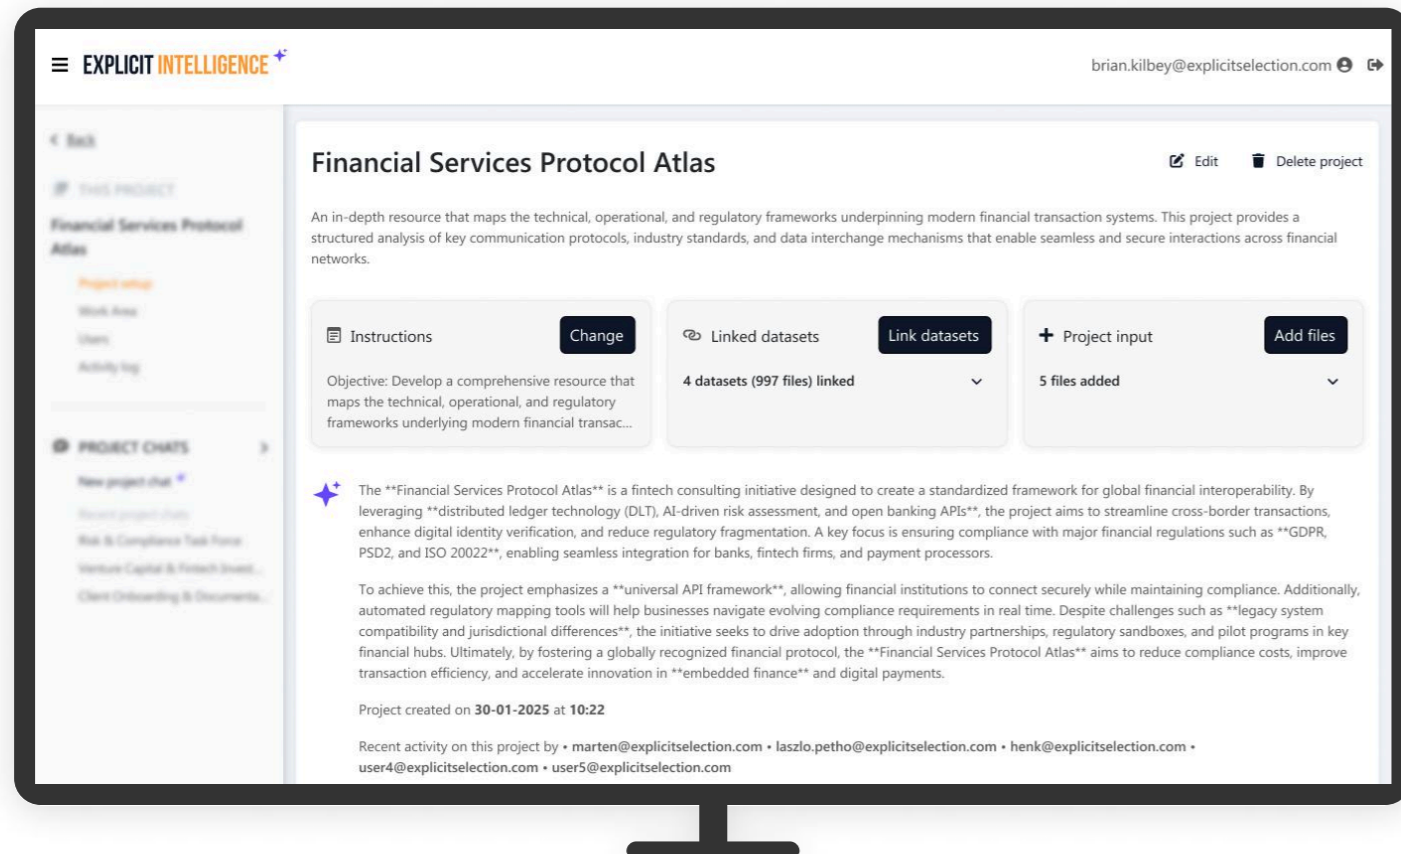 EXPLICIT INTELLIGENCE
brian.kilbey@explicitselection.com
< Back
THIS PROJECT
Financial Services Protocol
Atlas
Project setup
Work Area
Users
Activity log
PROJECT CHATS
New project chat
Recent project chats
Risk & Compliance Task Force
Venture Capital & Fintech Invest...
Client Onboarding & Documenta...
Financial Services Protocol Atlas
Edit
Delete project
An in-depth resource that maps the technical, operational, and regulatory frameworks underpinning modern financial transaction systems. This project provides a
structured analysis of key communication protocols, industry standards, and data interchange mechanisms that enable seamless and secure interactions across financial
networks.
Instructions
Change
Objective: Develop a comprehensive resource that
maps the technical, operational, and regulatory
frameworks underlying modern financial transac...
Linked datasets
Link datasets
4 datasets (997 files) linked
Project input
Add files
5 files added
The **Financial Services Protocol Atlas** is a fintech consulting initiative designed to create a standardized framework for global financial interoperability. By
leveraging **distributed ledger technology (DLT), AI-driven risk assessment, and open banking APIs**, the project aims to streamline cross-border transactions,
enhance digital identity verification, and reduce regulatory fragmentation. A key focus is ensuring compliance with major financial regulations such as **GDPR,
PSD2, and ISO 20022**, enabling seamless integration for banks, fintech firms, and payment processors.
To achieve this, the project emphasizes a **universal API framework**, allowing financial institutions to connect securely while maintaining compliance. Additionally,
automated regulatory mapping tools will help businesses navigate evolving compliance requirements in real time. Despite challenges such as **legacy system
compatibility and jurisdictional differences**, the initiative seeks to drive adoption through industry partnerships, regulatory sandboxes, and pilot programs in key
financial hubs. Ultimately, by fostering a globally recognized financial protocol, the **Financial Services Protocol Atlas** aims to reduce compliance costs, improve
transaction efficiency, and accelerate innovation in **embedded finance** and digital payments.
Project created on 30-01-2025 at 10:22
Recent activity on this project by • marten@explicitselection.com • laszlo.petho@explicitselection.com • henk@explicitselection.com •
user4@explicitselection.com • user5@explicitselection.com